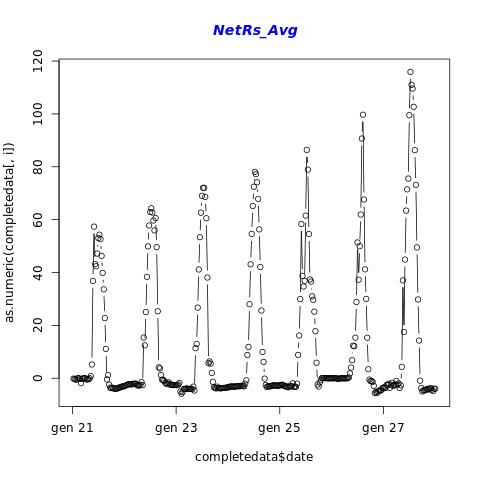 NetRs_Avg
as.numeric(completedata[, i])
120
100
80
60
40
20
0
gen 21 gen 23 gen 25 gen 27
completedata$date